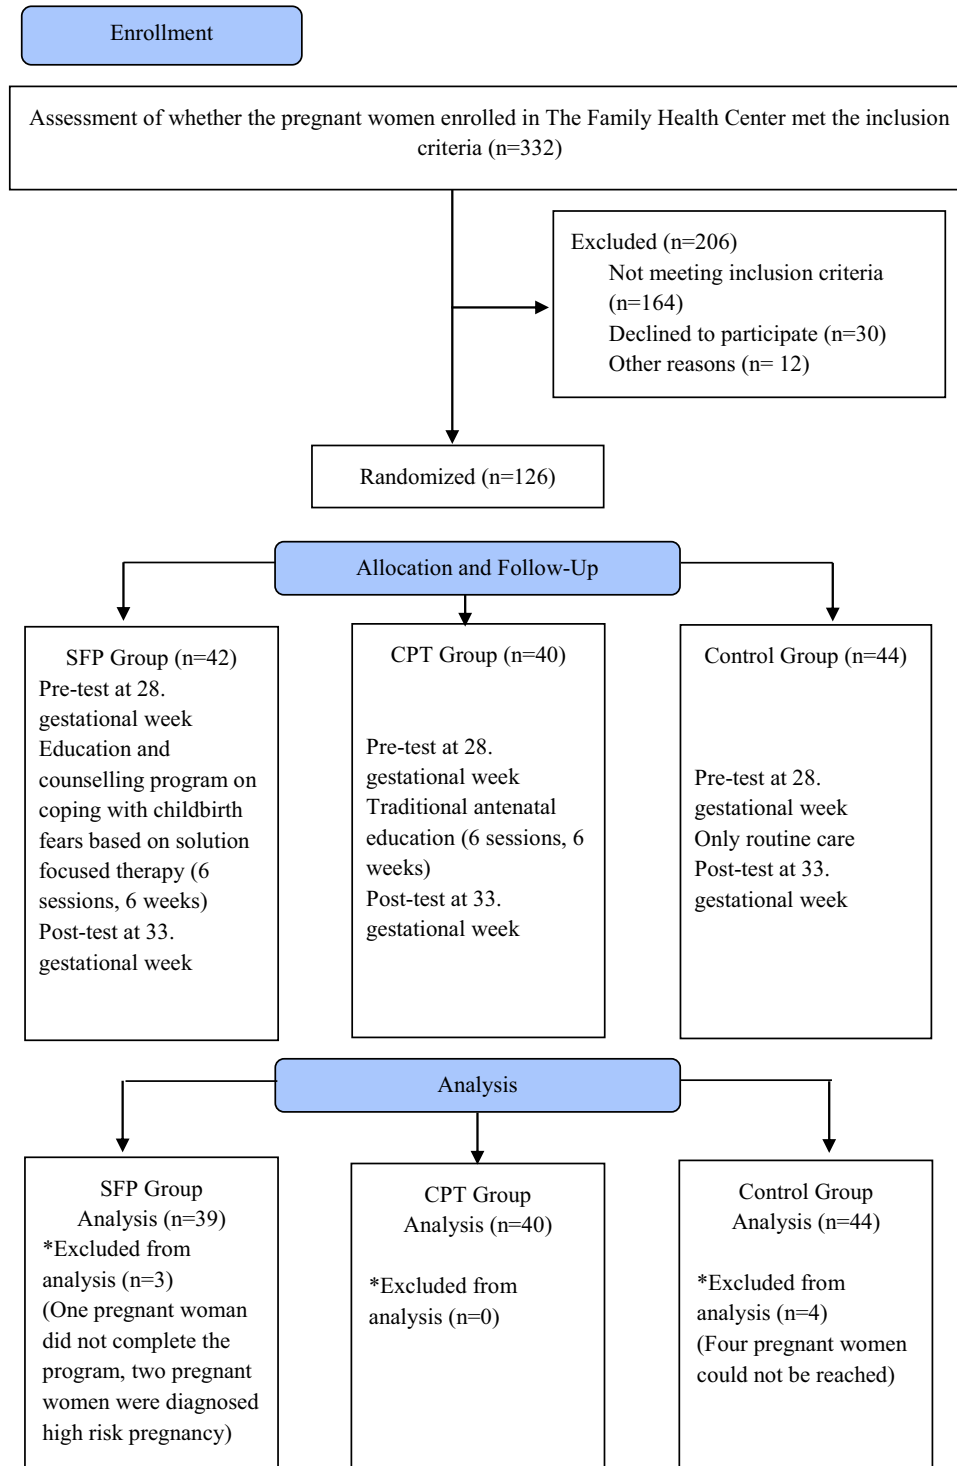 Enrollment
Assessment of whether the pregnant women enrolled in The Family Health Center met the inclusion
criteria (n=332)
Excluded (n=206)
Not meeting inclusion criteria
(n=164)
Declined to participate (n=30)
Other reasons (n= 12)
Randomized (n=126)
Allocation and Follow-Up
SFP Group (n=42)
Pre-test at 28.
gestational week
Education and
counselling program on
coping with childbirth
fears based on solution
focused therapy (6
sessions, 6 weeks)
Post-test at 33.
gestational week
CPT Group (n=40)
Pre-test at 28.
gestational week
Traditional antenatal
education (6 sessions, 6
weeks)
Post-test at 33.
gestational week
Control Group (n=44)
Pre-test at 28.
gestational week
Only routine care
Post-test at 33.
gestational week
Analysis
SFP Group
Analysis (n=39)
*Excluded from
analysis (n=3)
(One pregnant woman
did not complete the
program, two pregnant
women were diagnosed
high risk pregnancy)
CPT Group
Analysis (n=40)
*Excluded from
analysis (n=0)
Control Group
Analysis (n=44)
*Excluded from
analysis (n=4)
(Four pregnant women
could not be reached)